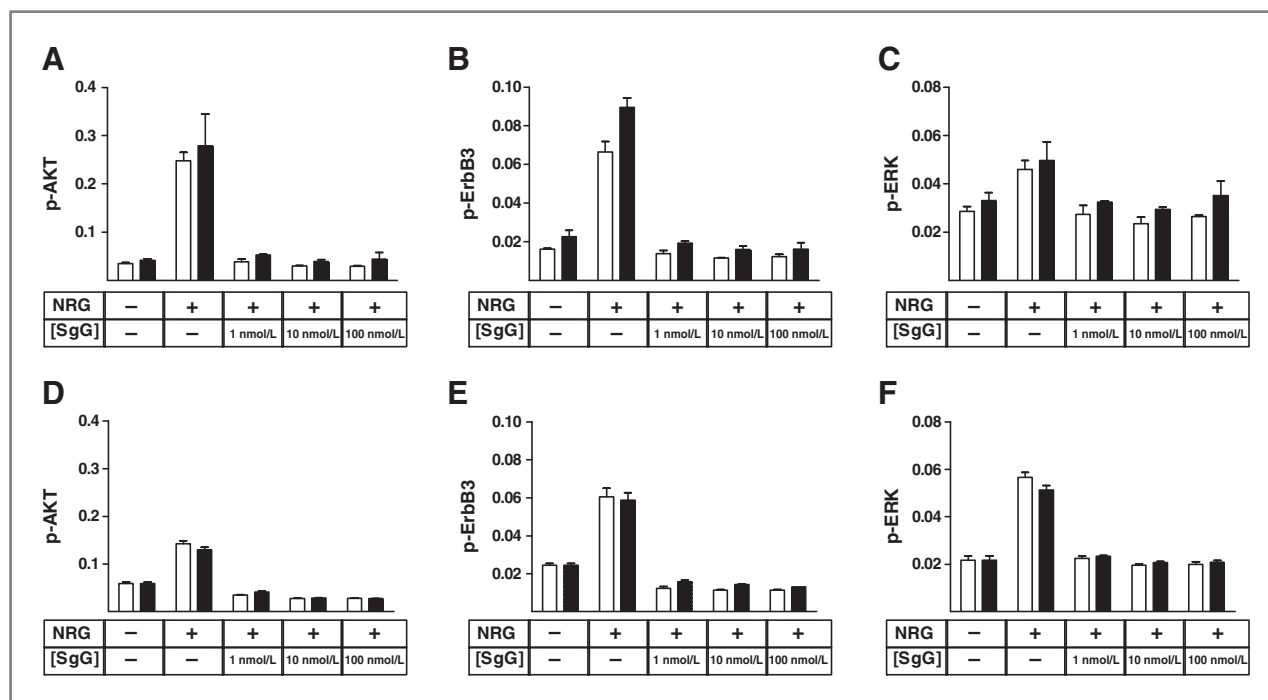 A
B
C
0.4
0.3
0.2
0.1
p-AKT
0.10
0.08
0.06
0.04
0.02
p-ErbB3
0.08
0.06
0.04
0.02
p-ERK
NRG – + + + +
[SgG] – – 1 nmol/L 10 nmol/L 100 nmol/L
NRG – + + + +
[SgG] – – 1 nmol/L 10 nmol/L 100 nmol/L
NRG – + + + +
[SgG] – – 1 nmol/L 10 nmol/L 100 nmol/L
D
E
F
0.4
0.3
0.2
0.1
p-AKT
0.10
0.08
0.06
0.04
0.02
p-ErbB3
0.08
0.06
0.04
0.02
p-ERK
NRG – + + + +
[SgG] – – 1 nmol/L 10 nmol/L 100 nmol/L
NRG – + + + +
[SgG] – – 1 nmol/L 10 nmol/L 100 nmol/L
NRG – + + + +
[SgG] – – 1 nmol/L 10 nmol/L 100 nmol/L